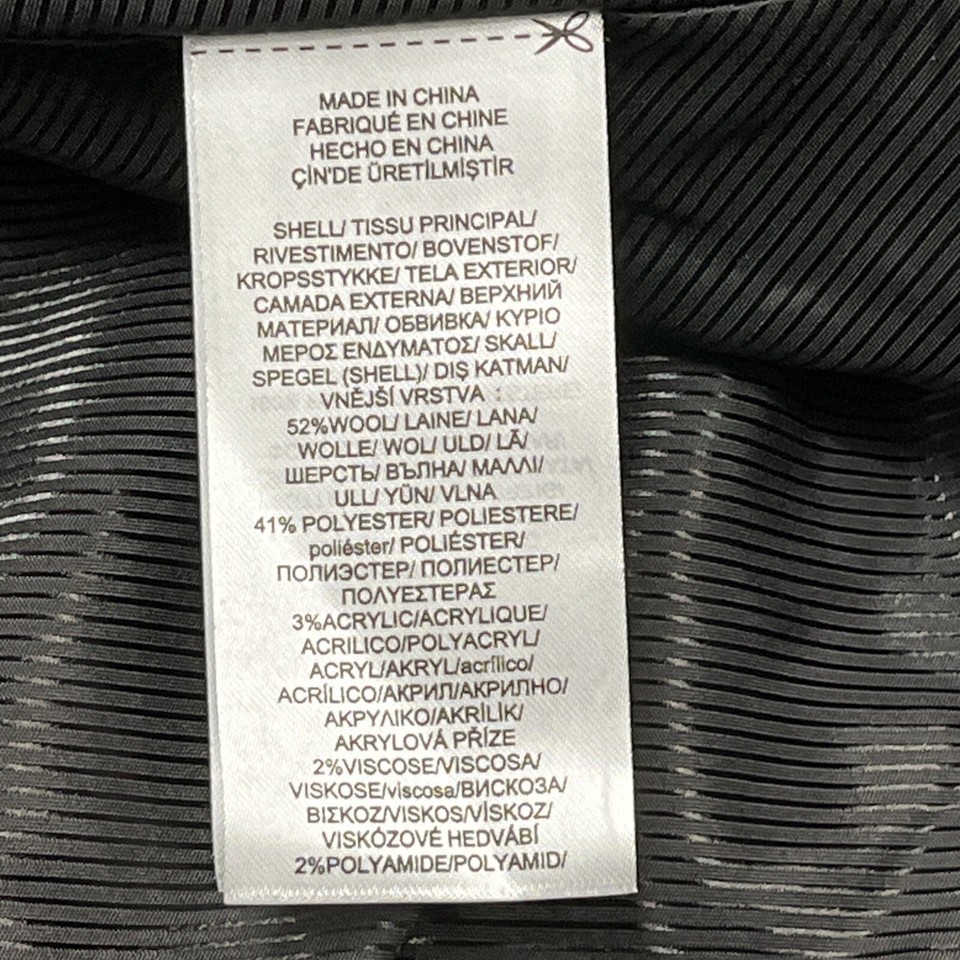 MADE IN CHINA
FABRIQUÉ EN CHINE
HECHO EN CHINA
ÇİN'DE ÜRETİLMİŞTİR
SHELL/ TISSU PRINCIPAL/
RIVESTIMENTO/ BOVENSTOF/
KROPSSTYKKE/ TELA EXTERIOR/
CAMADA EXTERNA/ ВЕРХНИЙ
МАТЕРИАЛ/ ОБВИВКА/ ΚΥΡΙΟ
ΜΕΡΟΣ ΕΝΔΥΜΑΤΟΣ/ SKALL/
SPEGEL (SHELL)/ DIŞ KATMAN/
VNĚJŠÍ VRSTVA :
52%WOOL/ LAINE/ LANA/
WOLLE/ WOL/ ULD/ LÃ/
ШЕРСТЬ/ ВЪЛНА/ ΜΑΛΛΙ/
ULL/ YÜN/ VLNA
41% POLYESTER/ POLIESTERE/
poliéster/ POLIÉSTER/
ПОЛИЭСТЕР/ ПОЛИЕСТЕР/
ΠΟΛΥΕΣΤΕΡΑΣ
3%ACRYLIC/ACRYLIQUE/
ACRILICO/POLYACRYL/
ACRYL/AKRYL/acrílico/
ACRÍLICO/АКРИЛ/АКРИЛНО/
ΑΚΡΥΛΙΚΟ/AKRİLİK/
AKRYLOVÁ PŘÍZE
2%VISCOSE/VISCOSA/
VISKOSE/viscosa/ВИСКОЗА/
ΒΙΣΚΟΖ/VISKOS/VİSKOZ/
VISKÓZOVÉ HEDVÁBÍ
2%POLYAMIDE/POLYAMID/